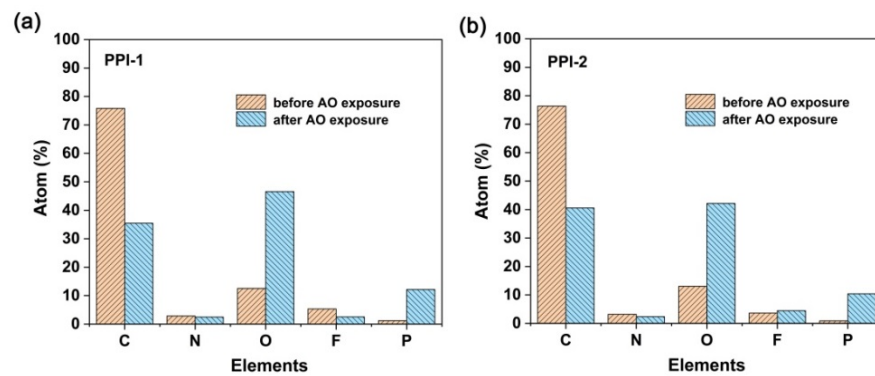 (a)
PPI-1
before AO exposure
after AO exposure
Atom (%)
100
90
80
70
60
50
40
30
20
10
0
C N O F P
Elements
(b)
PPI-2
before AO exposure
after AO exposure
Atom (%)
100
90
80
70
60
50
40
30
20
10
0
C N O F P
Elements